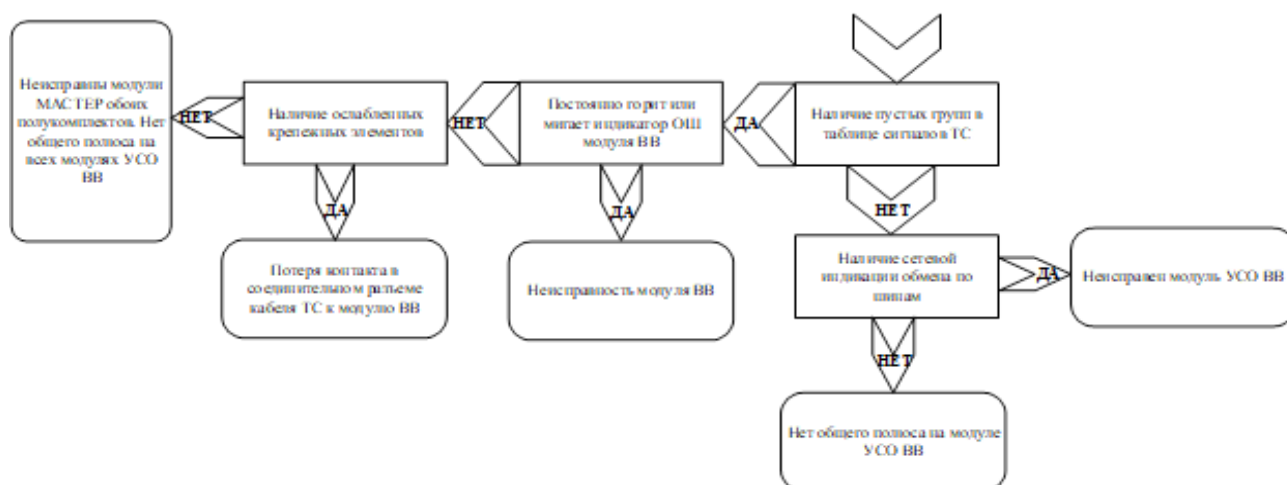 Неисправны модули
МАСТЕР обоих
полукомплектов. Нет
общего полюса на
всех модулях УСО
ВВ
НЕТ
Наличие ослабленных
крепежных элементов
НЕТ
Постоянно горит или
мигает индикатор ОШ
модуля ВВ
ДА
Наличие пустых групп в
таблице сигналов ТС
ДА
ДА
НЕТ
Потеря контакта в
соединительном разъеме
кабеля ТС к модулю ВВ
Неисправность модуля ВВ
Наличие сетевой
индикации обмена по
шинам
ДА
Неисправен модуль УСО ВВ
НЕТ
Нет общего полюса на модуле
УСО ВВ